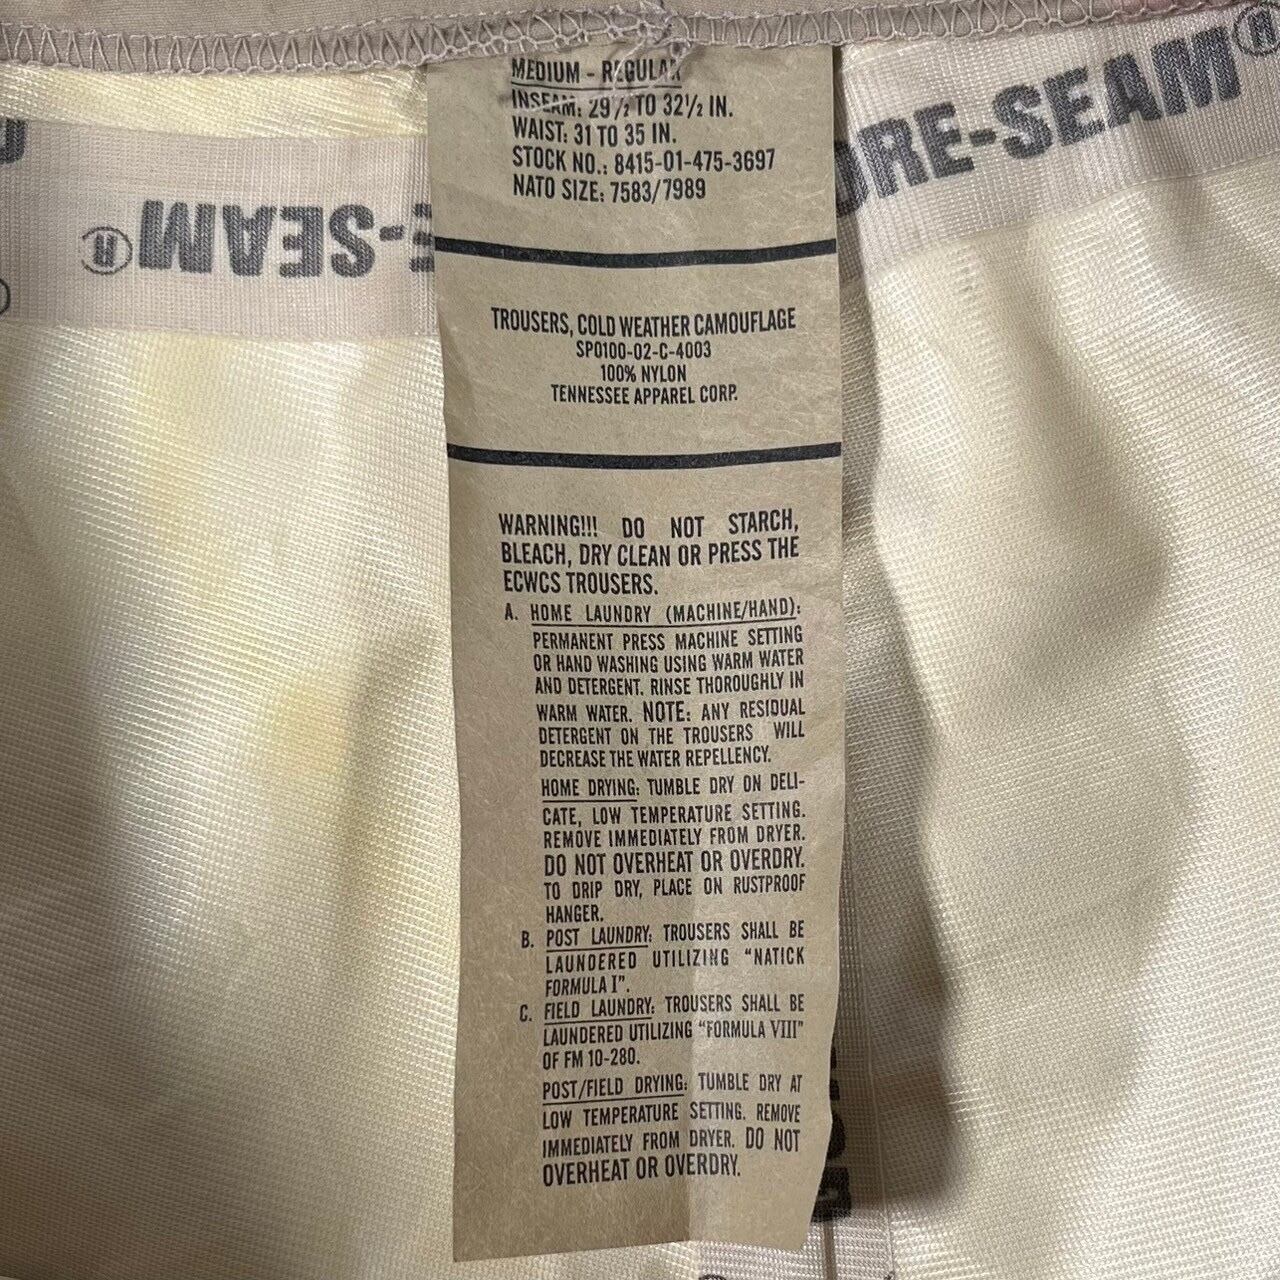 MEDIUM - REGULAR
INSEAM: 29½ TO 32½ IN.
WAIST: 31 TO 35 IN.
STOCK NO.: 8415-01-475-3697
NATO SIZE: 7583/7989
TROUSERS, COLD WEATHER CAMOUFLAGE
SPO100-02-C-4003
100% NYLON
TENNESSEE APPAREL CORP.
WARNING!!! DO NOT STARCH,
BLEACH, DRY CLEAN OR PRESS THE
ECWCS TROUSERS.
A. HOME LAUNDRY (MACHINE/HAND):
PERMANENT PRESS MACHINE SETTING
OR HAND WASHING USING WARM WATER
AND DETERGENT. RINSE THOROUGHLY IN
WARM WATER. NOTE: ANY RESIDUAL
DETERGENT ON THE TROUSERS WILL
DECREASE THE WATER REPELLENCY.
HOME DRYING: TUMBLE DRY ON DELI-
CATE, LOW TEMPERATURE SETTING.
REMOVE IMMEDIATELY FROM DRYER.
DO NOT OVERHEAT OR OVERDRY.
TO DRIP DRY, PLACE ON RUSTPROOF
HANGER.
B. POST LAUNDRY: TROUSERS SHALL BE
LAUNDERED UTILIZING "NATICK
FORMULA I".
C. FIELD LAUNDRY: TROUSERS SHALL BE
LAUNDERED UTILIZING "FORMULA VIII"
OF FM 10-280.
POST/FIELD DRYING: TUMBLE DRY AT
LOW TEMPERATURE SETTING. REMOVE
IMMEDIATELY FROM DRYER. DO NOT
OVERHEAT OR OVERDRY.
E-SEAM®
ORE-SEAM®